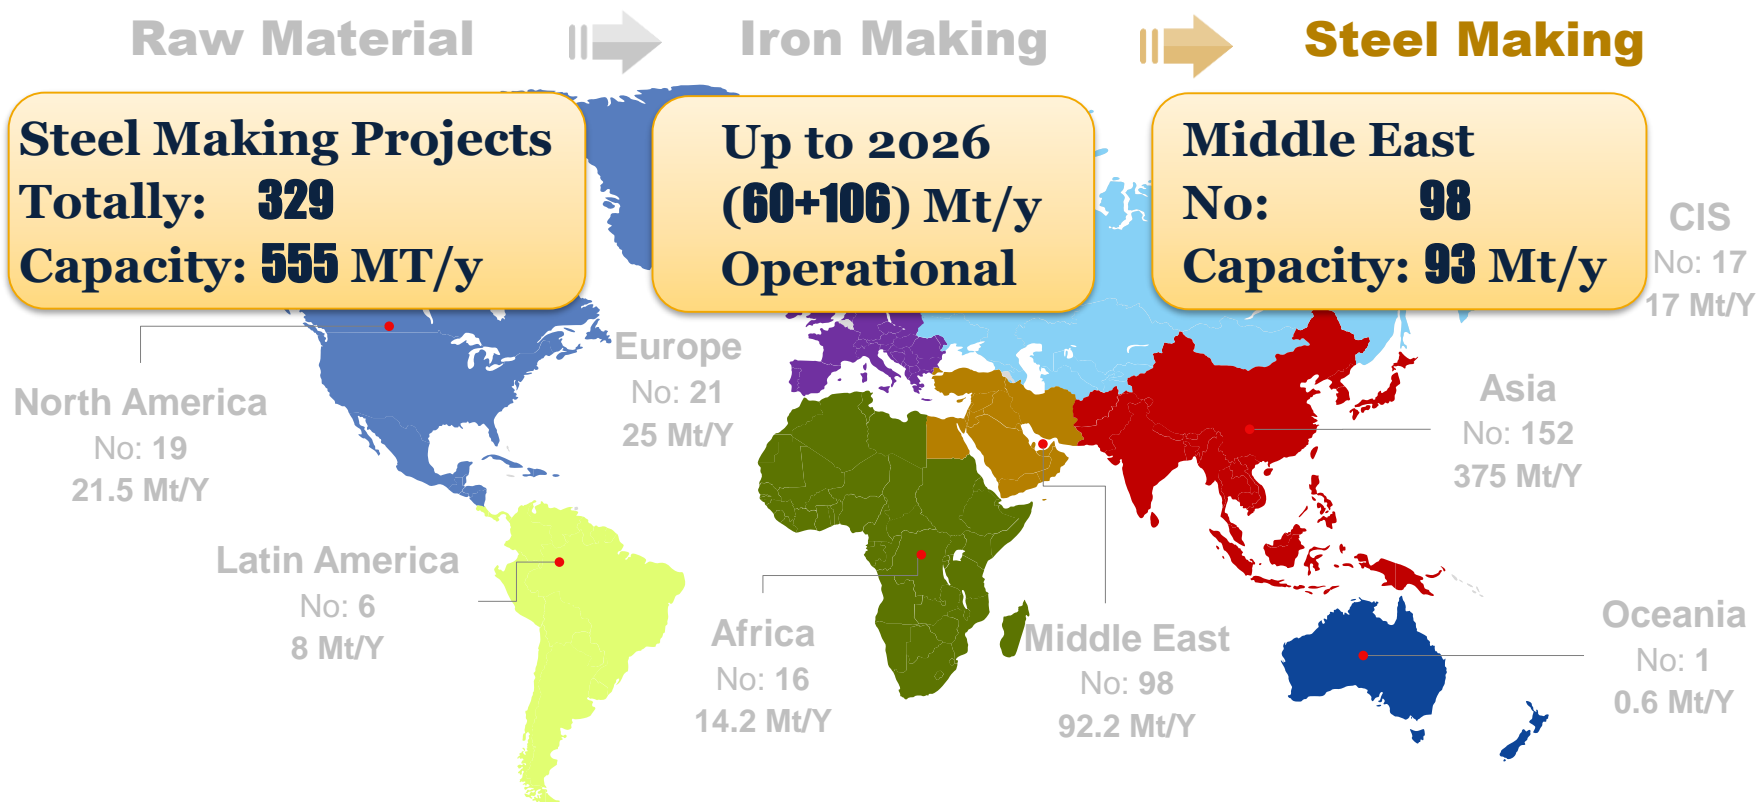 Raw Material
Iron Making
Steel Making
Steel Making Projects
Totally: 329
Capacity: 555 MT/y
Up to 2026
(60+106) Mt/y
Operational
Middle East
No: 98
Capacity: 93 Mt/y
CIS
No: 17
17 Mt/Y
North America
No: 19
21.5 Mt/Y
Europe
No: 21
25 Mt/Y
Asia
No: 152
375 Mt/Y
Latin America
No: 6
8 Mt/Y
Africa
No: 16
14.2 Mt/Y
Middle East
No: 98
92.2 Mt/Y
Oceania
No: 1
0.6 Mt/Y